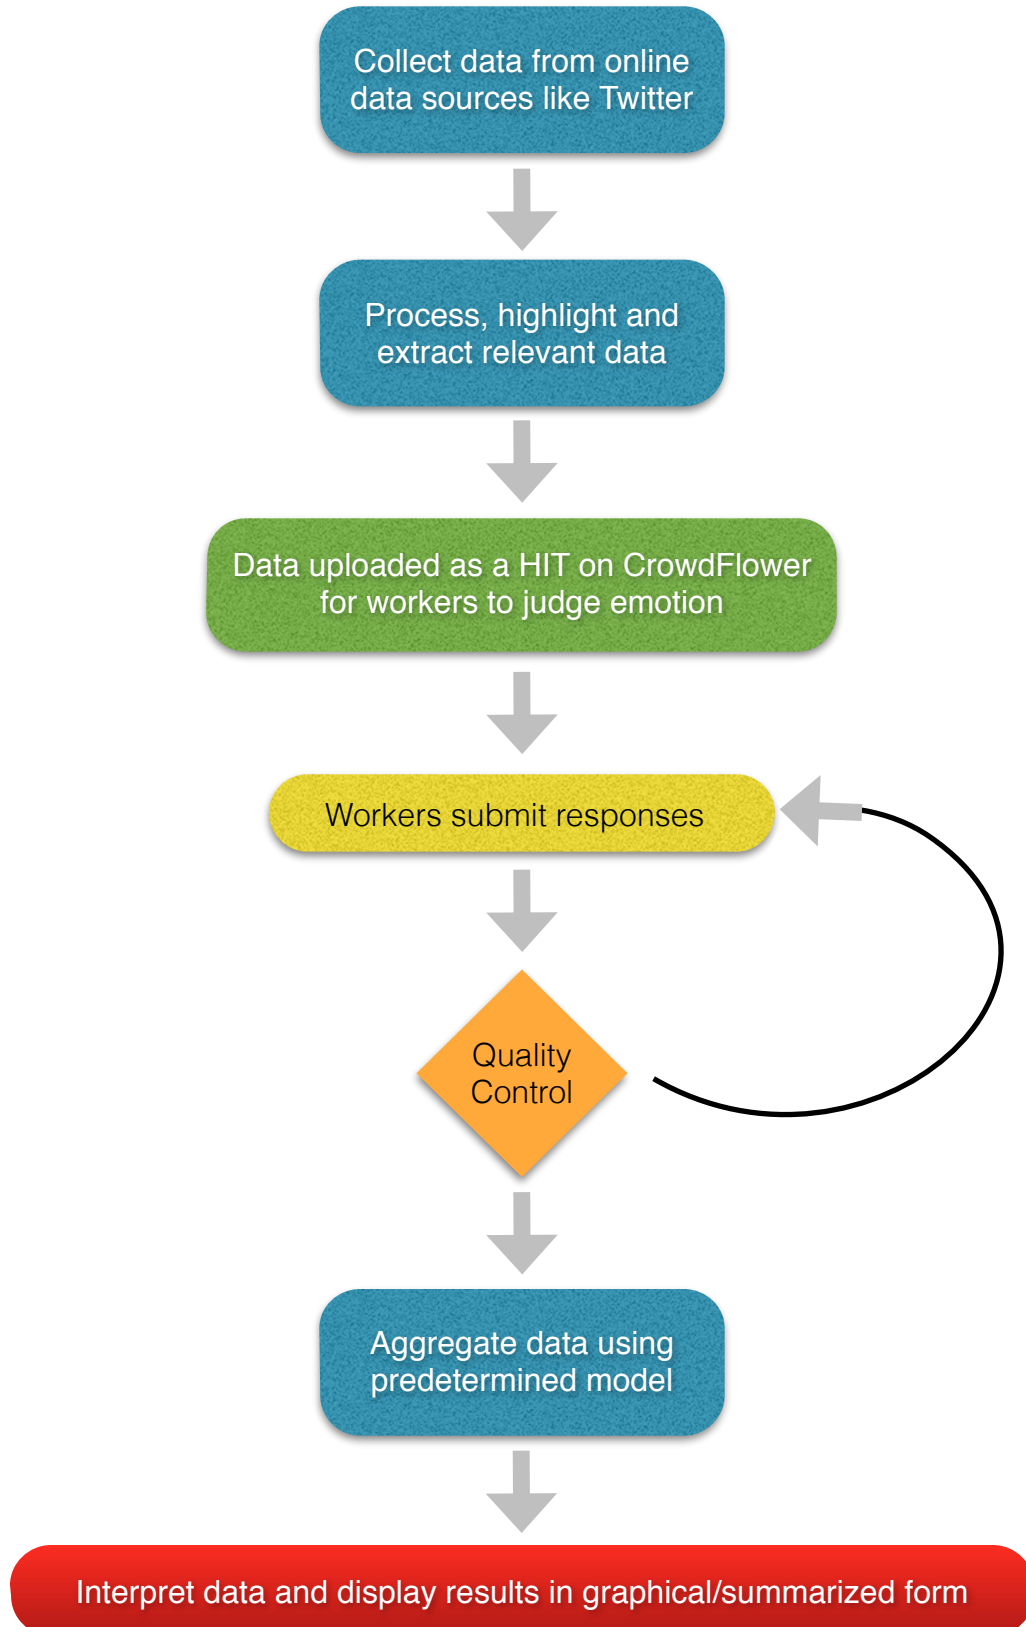 Collect data from online
data sources like Twitter
Process, highlight and
extract relevant data
Data uploaded as a HIT on CrowdFlower
for workers to judge emotion
Workers submit responses
Quality
Control
Aggregate data using
predetermined model
Interpret data and display results in graphical/summarized form